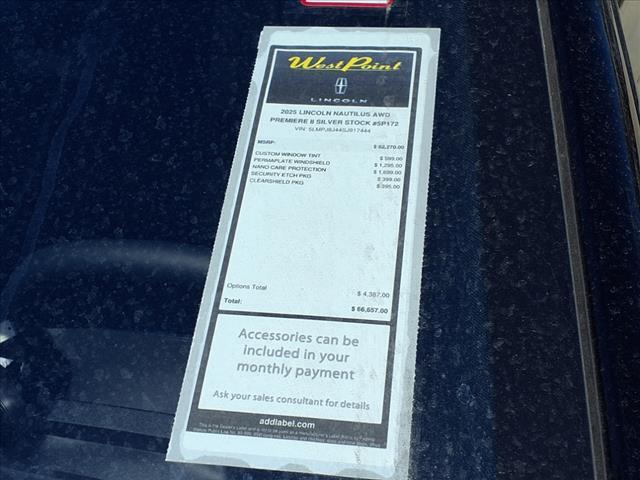 West Point
LINCOLN
2025 LINCOLN NAUTILUS AWD
PREMIERE II SILVER STOCK #5P172
VIN: 5LMPJ8J44SJ917444
MSRP: $ 62,270.00
CUSTOM WINDOW TINT $ 599.00
PERMAPLATE WINDSHIELD $ 1,295.00
NANO CARE PROTECTION $ 1,699.00
SECURITY ETCH PKG $ 399.00
CLEARSHIELD PKG $ 395.00
Options Total $ 4,387.00
Total: $ 66,657.00
Accessories can be
included in your
monthly payment
Ask your sales consultant for details
addlabel.com